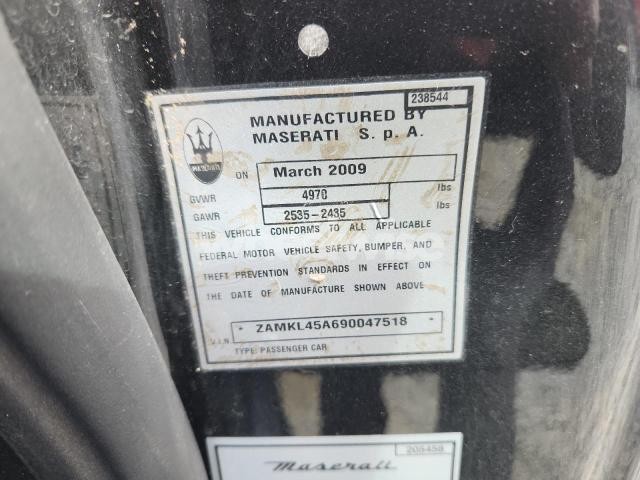 238544
MANUFACTURED BY
MASERATI S. p A.
MASERATI
ON March 2009
GVWR 4970 lbs
GAWR 2535-2435 lbs
THIS VEHICLE CONFORMS TO ALL APPLICABLE
FEDERAL MOTOR VEHICLE SAFETY, BUMPER, AND
THEFT PREVENTION STANDARDS IN EFFECT ON
THE DATE OF MANUFACTURE SHOWN ABOVE
V.I.N. * ZAMKL45A690047518 *
TYPE: PASSENGER CAR
205458
Maserati